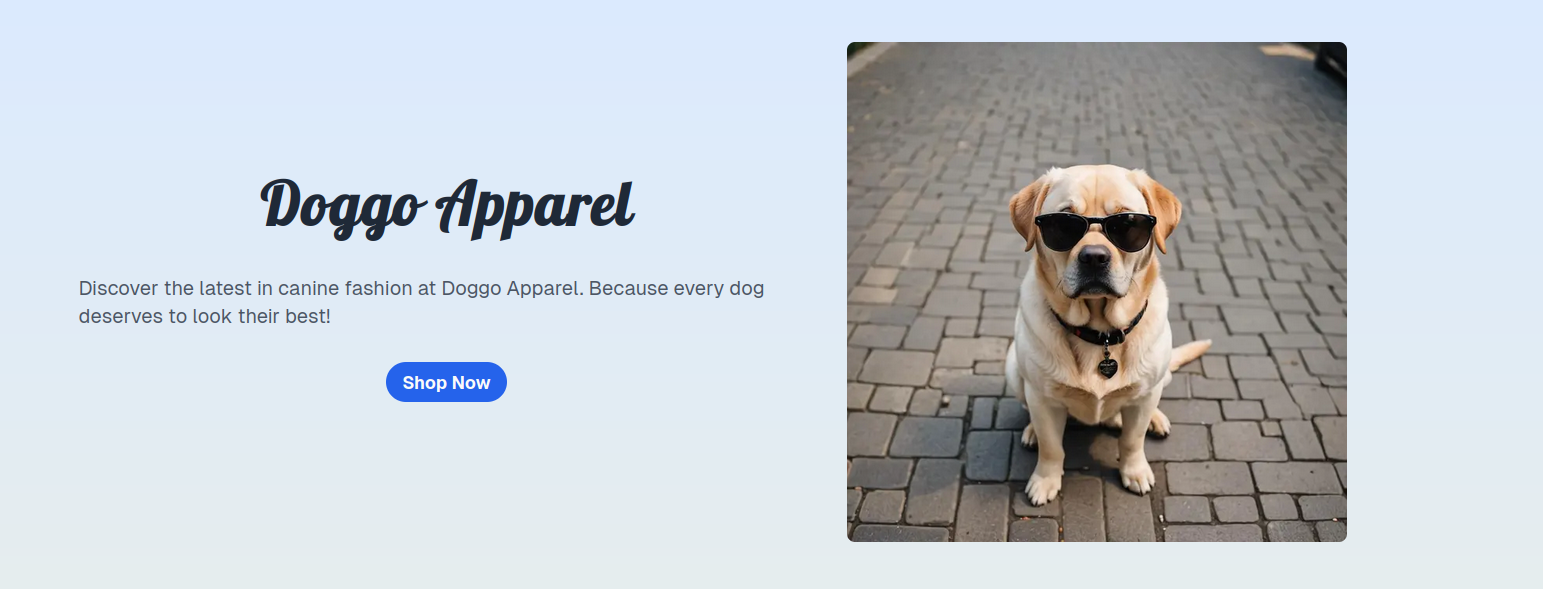 Doggo Apparel
Discover the latest in canine fashion at Doggo Apparel. Because every dog
deserves to look their best!
Shop Now